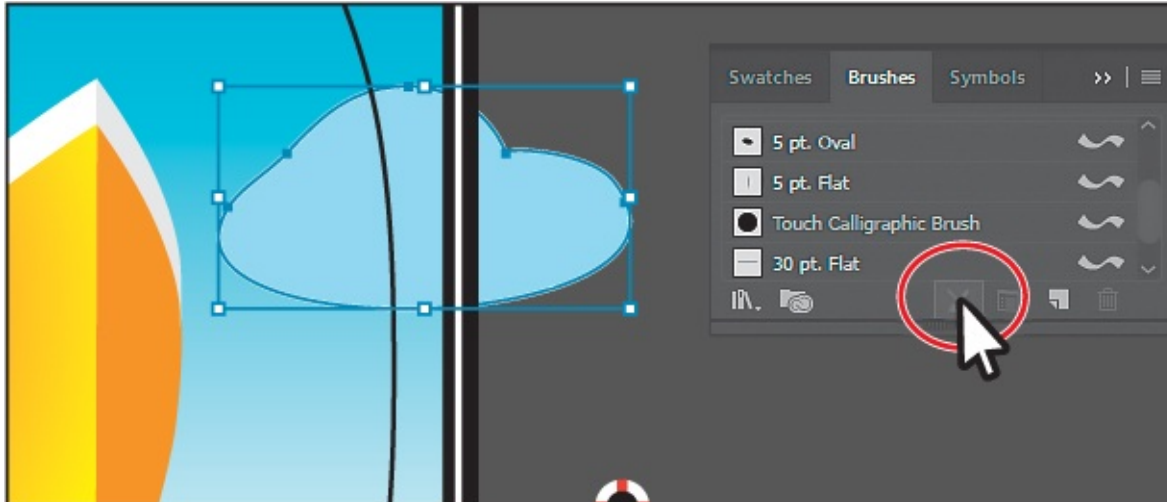 Swatches Brushes Symbols
5 pt. Oval
5 pt. Flat
Touch Calligraphic Brush
30 pt. Flat